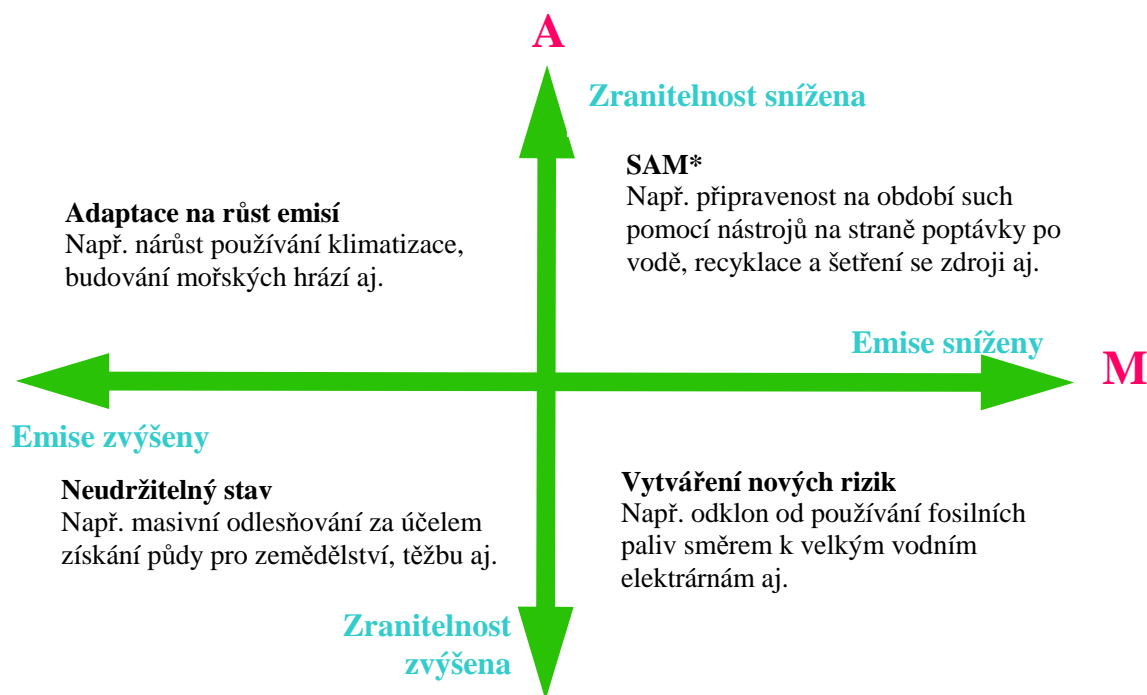 A
Zranitelnost snížena
SAM*
Např. připravenost na období such
pomocí nástrojů na straně poptávky po
vodě, recyklace a šetření se zdroji aj.
Adaptace na růst emisí
Např. nárůst používání klimatizace,
budování mořských hrází aj.
Emise sníženy
M
Emise zvýšeny
Neudržitelný stav
Např. masivní odlesňování za účelem
získání půdy pro zemědělství, těžbu aj.
Vytváření nových rizik
Např. odklon od používání fosilních
paliv směrem k velkým vodním
elektrárnám aj.
Zranitelnost
zvýšena